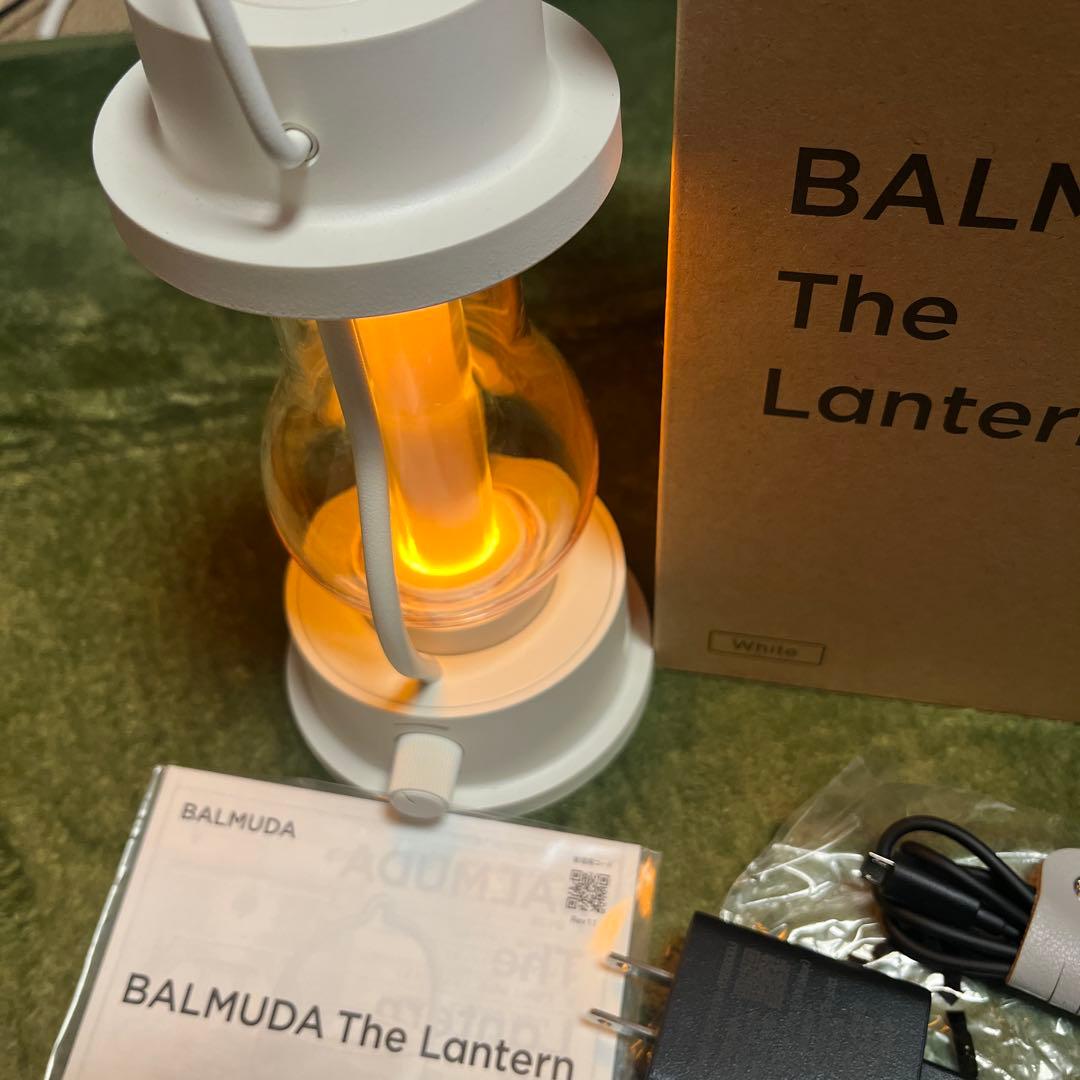 BALM
The
Lantern
White
BALMUDA
BALMUDA The Lantern